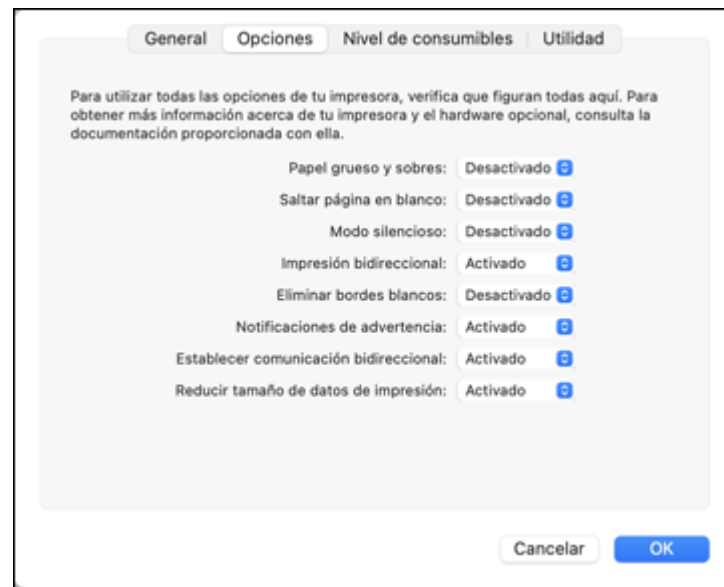 General Opciones Nivel de consumibles Utilidad
Para utilizar todas las opciones de tu impresora, verifica que figuran todas aquí. Para
obtener más información acerca de tu impresora y el hardware opcional, consulta la
documentación proporcionada con ella.
Papel grueso y sobres: Desactivado
Saltar página en blanco: Desactivado
Modo silencioso: Desactivado
Impresión bidireccional: Activado
Eliminar bordes blancos: Desactivado
Notificaciones de advertencia: Activado
Establecer comunicación bidireccional: Activado
Reducir tamaño de datos de impresión: Activado
Cancelar OK